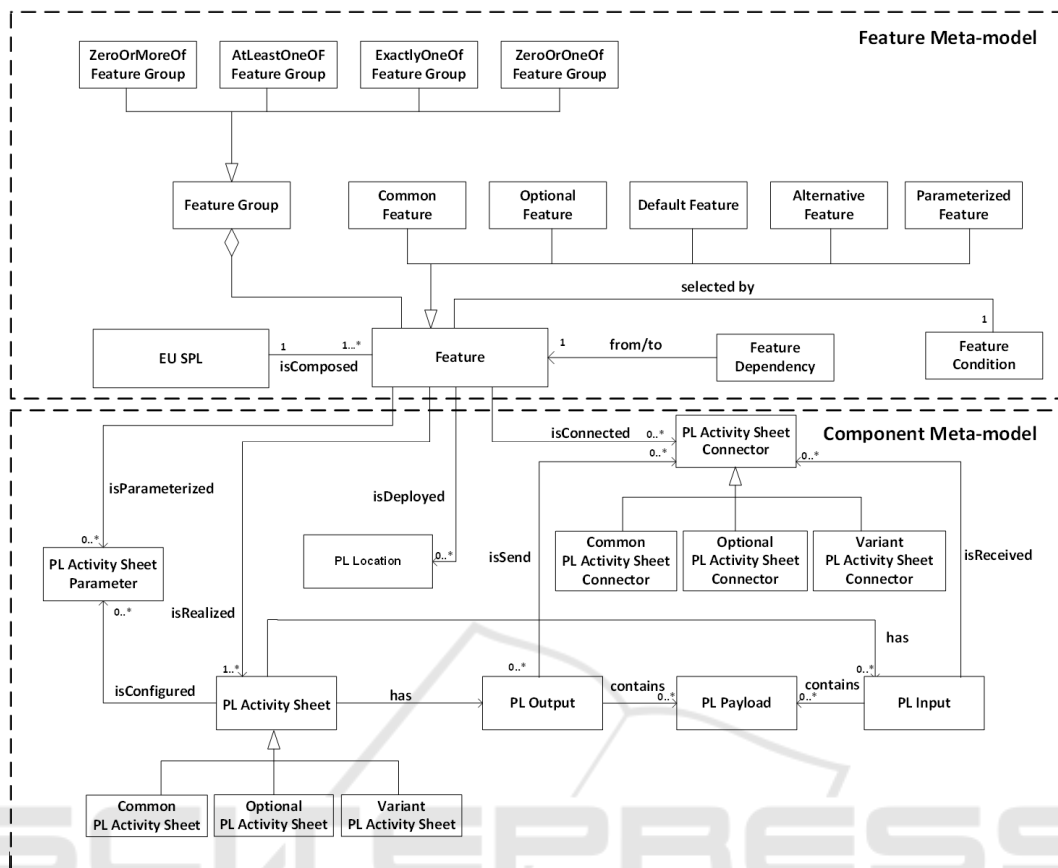 Feature Meta-model
ZeroOrMoreOf
Feature Group
AtLeastOneOF
Feature Group
ExactlyOneOf
Feature Group
ZeroOrOneOf
Feature Group
Feature Group
Common
Feature
Optional
Feature
Default Feature
Alternative
Feature
Parameterized
Feature
selected by
EU SPL
1
1...*
isComposed
Feature
1
from/to
Feature
Dependency
1
Feature
Condition
Component Meta-model
isConnected
0..*
0..*
PL Activity Sheet
Connector
0..*
isParameterized
isDeployed
0..*
PL Activity Sheet
Parameter
0..*
PL Location
0..*
isSend
Common
PL Activity Sheet
Connector
Optional
PL Activity Sheet
Connector
Variant
PL Activity Sheet
Connector
isReceived
isRealized
has
1..*
0..*
0..*
isConfigured
PL Activity Sheet
has
PL Output
contains
0..*
PL Payload
contains
0..*
PL Input
Common
PL Activity Sheet
Optional
PL Activity Sheet
Variant
PL Activity Sheet
SCITEPRESS